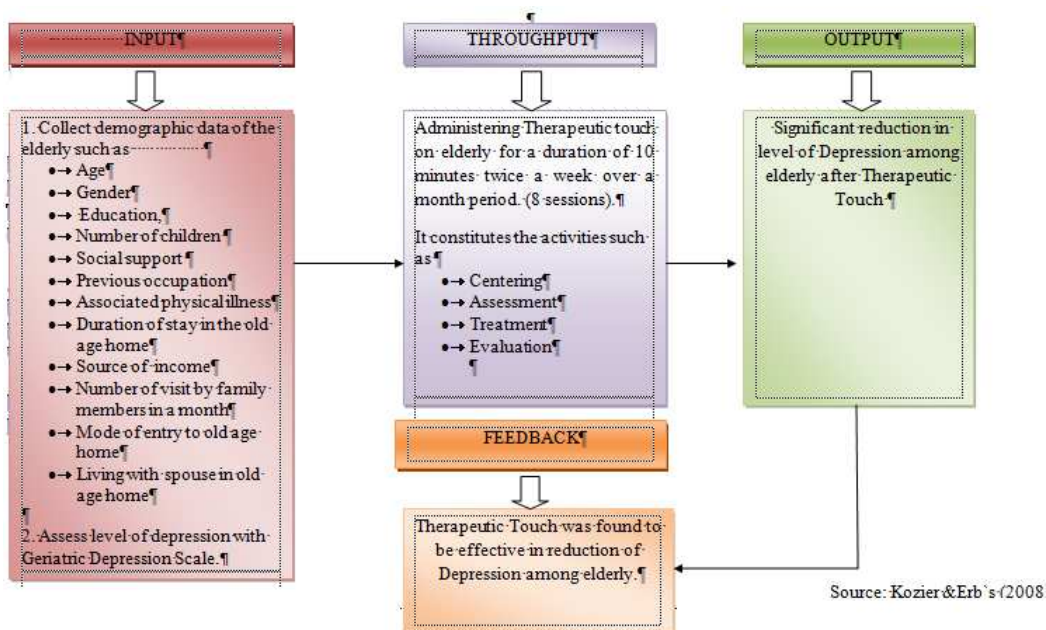 INPUT
1. Collect demographic data of the
elderly such as
Age
Gender
Education,
Number of children
Social support
Previous occupation
Associated physical illness
Duration of stay in the old
age home
Source of income
Number of visit by family
members in a month
Mode of entry to old age
home
Living with spouse in old
age home
2. Assess level of depression with
Geriatric Depression Scale.
THROUGHPUT
Administering Therapeutic touch
on elderly for a duration of 10
minutes twice a week over a
month period. (8 sessions).
It constitutes the activities such
as
Centering
Assessment
Treatment
Evaluation
OUTPUT
Significant reduction in
level of Depression among
elderly after Therapeutic
Touch
FEEDBACK
Therapeutic Touch was found to
be effective in reduction of
Depression among elderly.
Source: Kozier &Erb`s (2008